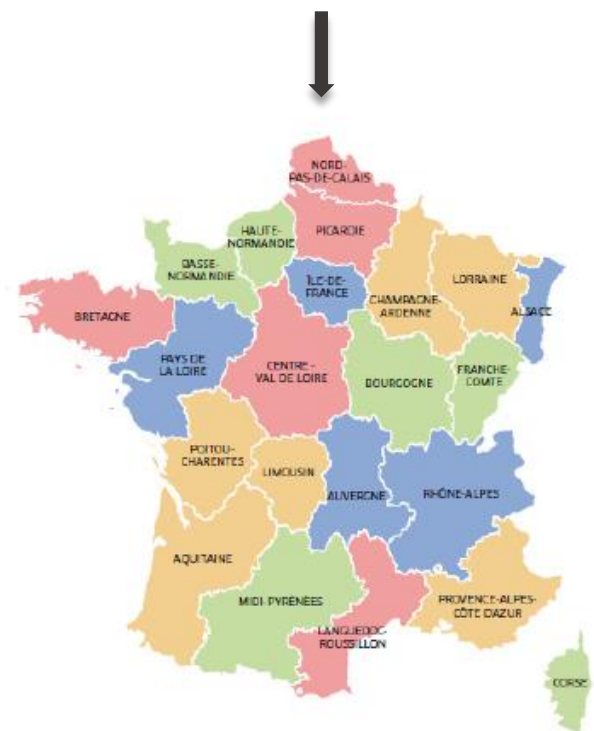 NORD-
PAS-DE-CALAIS
HAUTE-
NORMANDIE
PICARDIE
BASSE-
NORMANDIE
ÎLE-DE-
FRANCE
CHAMPAGNE-
ARDENNE
LORRAINE
ALSACE
BRETAGNE
PAYS DE
LA LOIRE
CENTRE -
VAL DE LOIRE
BOURGOGNE
FRANCHE-
COMTE
POITOU-
CHARENTES
LIMOUSIN
AUVERGNE
RHÔNE-ALPES
AQUITAINE
MIDI-PYRÉNÉES
LANGUEDOC-
ROUSSILLON
PROVENCE-ALPES-
CÔTE D'AZUR
CORSE